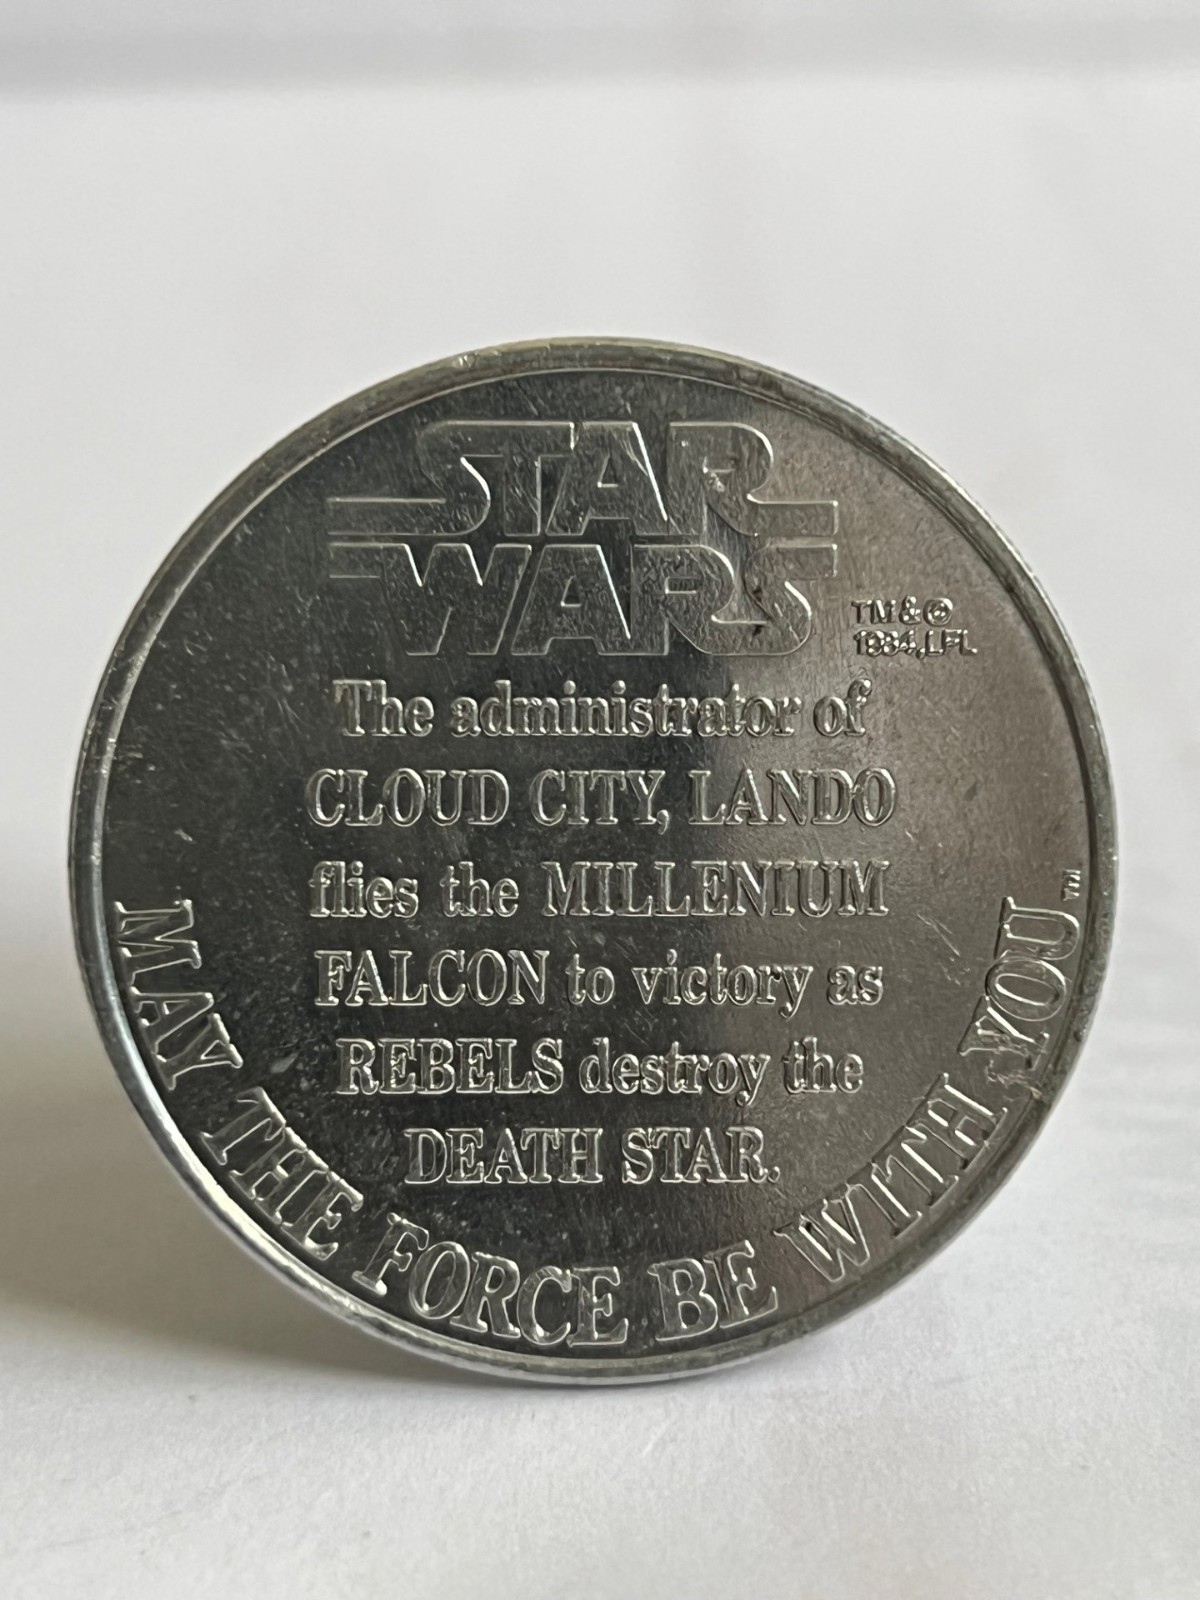 STAR
WARS
TM & ©
1984, LFL
The administrator of
CLOUD CITY, LANDO
flies the MILLENIUM
FALCON to victory as
REBELS destroy the
DEATH STAR.
MAY THE FORCE BE WITH YOU™